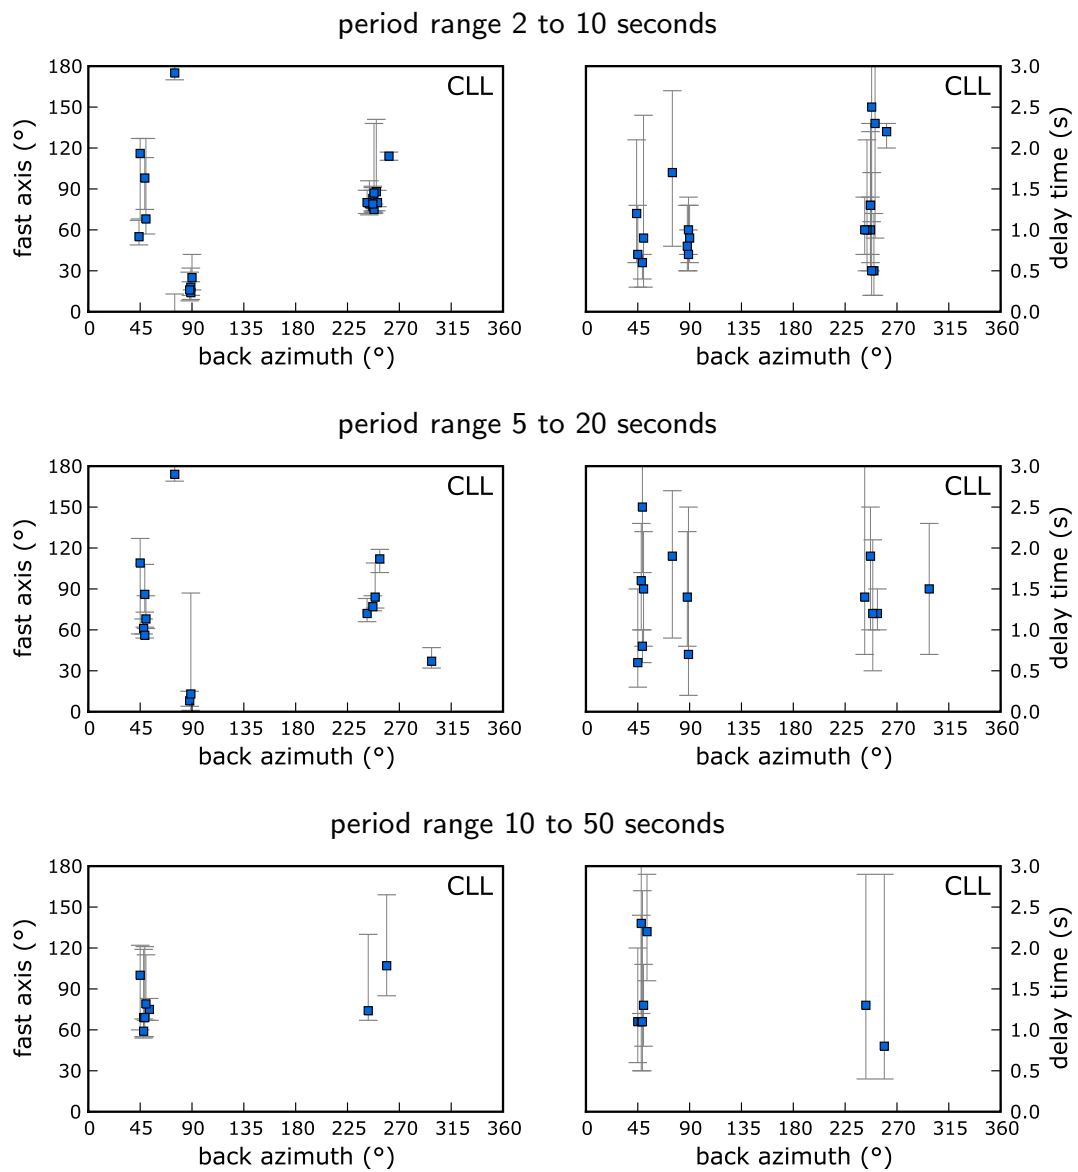 period range 2 to 10 seconds
fast axis (°)
180
150
120
90
60
30
0
CLL
0 45 90 135 180 225 270 315 360
back azimuth (°)
CLL
3.0
2.5
2.0
1.5
1.0
0.5
0.0
delay time (s)
0 45 90 135 180 225 270 315 360
back azimuth (°)
period range 5 to 20 seconds
fast axis (°)
180
150
120
90
60
30
0
CLL
0 45 90 135 180 225 270 315 360
back azimuth (°)
CLL
3.0
2.5
2.0
1.5
1.0
0.5
0.0
delay time (s)
0 45 90 135 180 225 270 315 360
back azimuth (°)
period range 10 to 50 seconds
fast axis (°)
180
150
120
90
60
30
0
CLL
0 45 90 135 180 225 270 315 360
back azimuth (°)
CLL
3.0
2.5
2.0
1.5
1.0
0.5
0.0
delay time (s)
0 45 90 135 180 225 270 315 360
back azimuth (°)